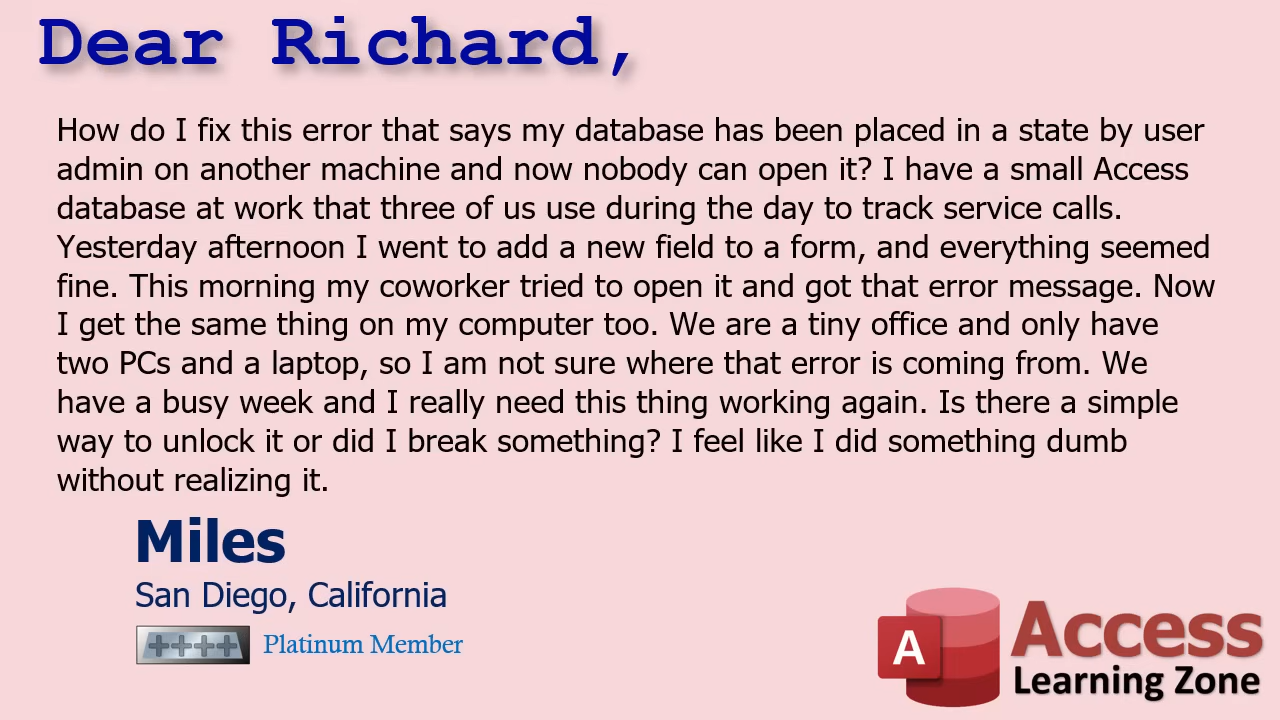 Dear Richard,
How do I fix this error that says my database has been placed in a state by user
admin on another machine and now nobody can open it? I have a small Access
database at work that three of us use during the day to track service calls.
Yesterday afternoon I went to add a new field to a form, and everything seemed
fine. This morning my coworker tried to open it and got that error message. Now
I get the same thing on my computer too. We are a tiny office and only have
two PCs and a laptop, so I am not sure where that error is coming from. We
have a busy week and I really need this thing working again. Is there a simple
way to unlock it or did I break something? I feel like I did something dumb
without realizing it.
Miles
San Diego, California
++++ Platinum Member
A Access
Learning Zone